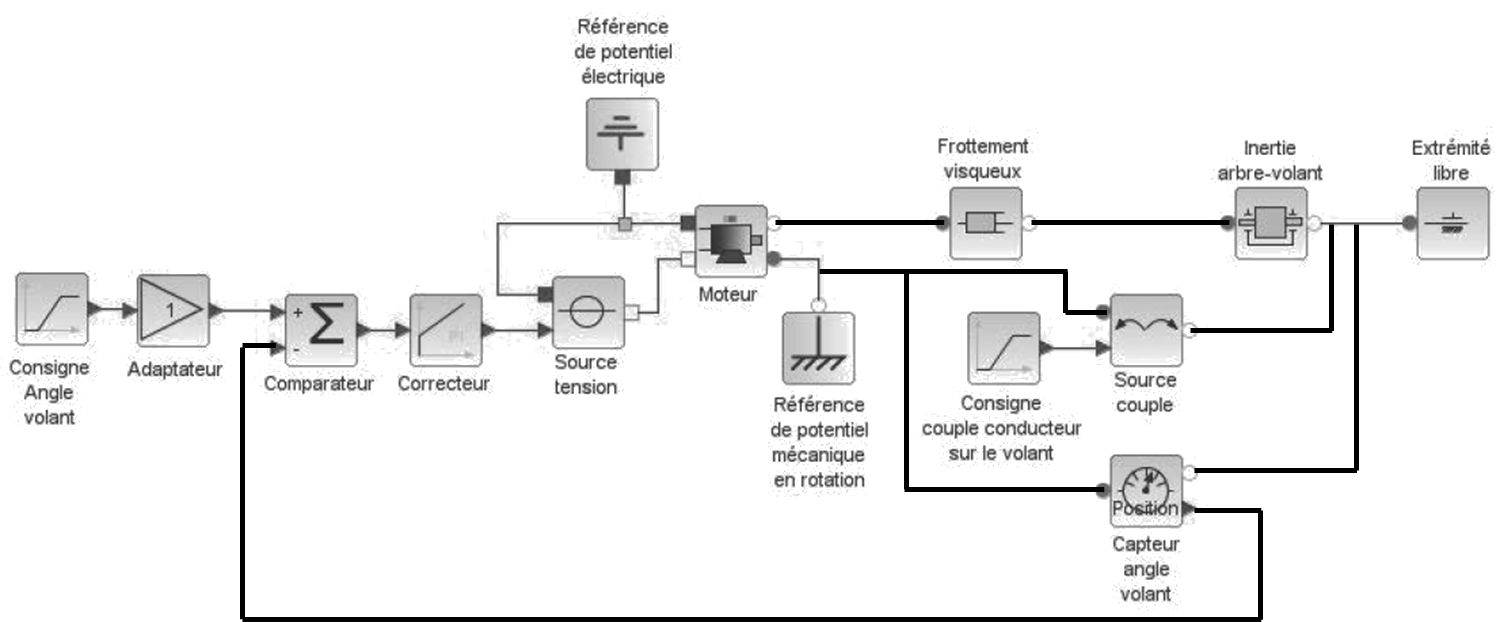 Référence
de potentiel
électrique
Frottement
visqueux
Inertie
arbre-volant
Extrémité
libre
Moteur
1
+
-
Σ
PI
Consigne
Angle
volant
Adaptateur
Comparateur
Correcteur
Source
tension
Référence
de potentiel
mécanique
en rotation
Consigne
couple conducteur
sur le volant
Source
couple
Position
Capteur
angle
volant